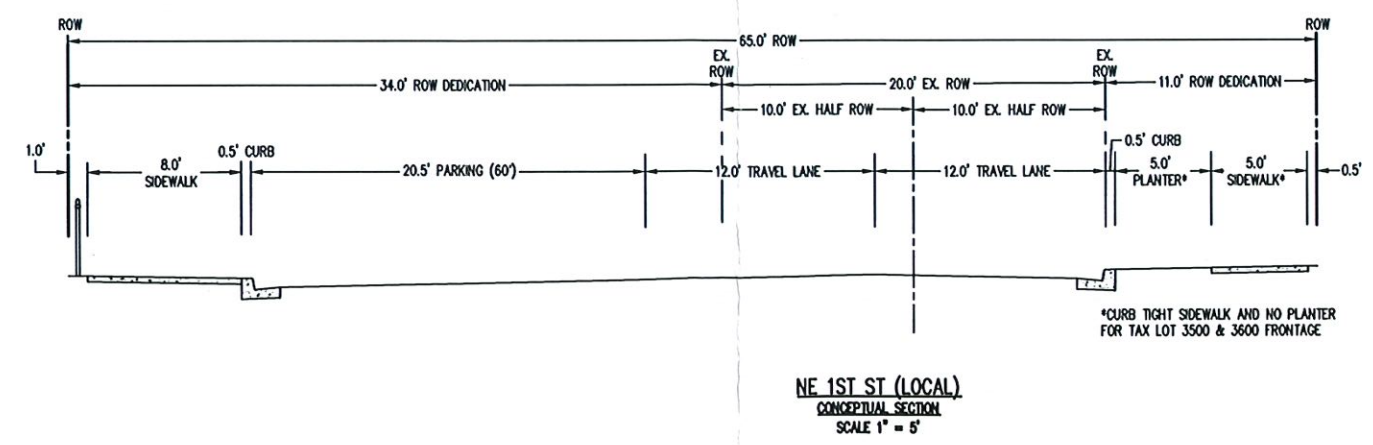 ROW
ROW
65.0' ROW
EX.
ROW
EX.
ROW
34.0' ROW DEDICATION
20.0' EX. ROW
11.0' ROW DEDICATION
10.0' EX. HALF ROW
10.0' EX. HALF ROW
1.0'
8.0'
SIDEWALK
0.5' CURB
20.5' PARKING (60')
12.0' TRAVEL LANE
12.0' TRAVEL LANE
0.5' CURB
5.0'
PLANTER*
5.0'
SIDEWALK*
0.5'
*CURB TIGHT SIDEWALK AND NO PLANTER
FOR TAX LOT 3500 & 3600 FRONTAGE
NE 1ST ST (LOCAL)
CONCEPTUAL SECTION
SCALE 1" = 5'